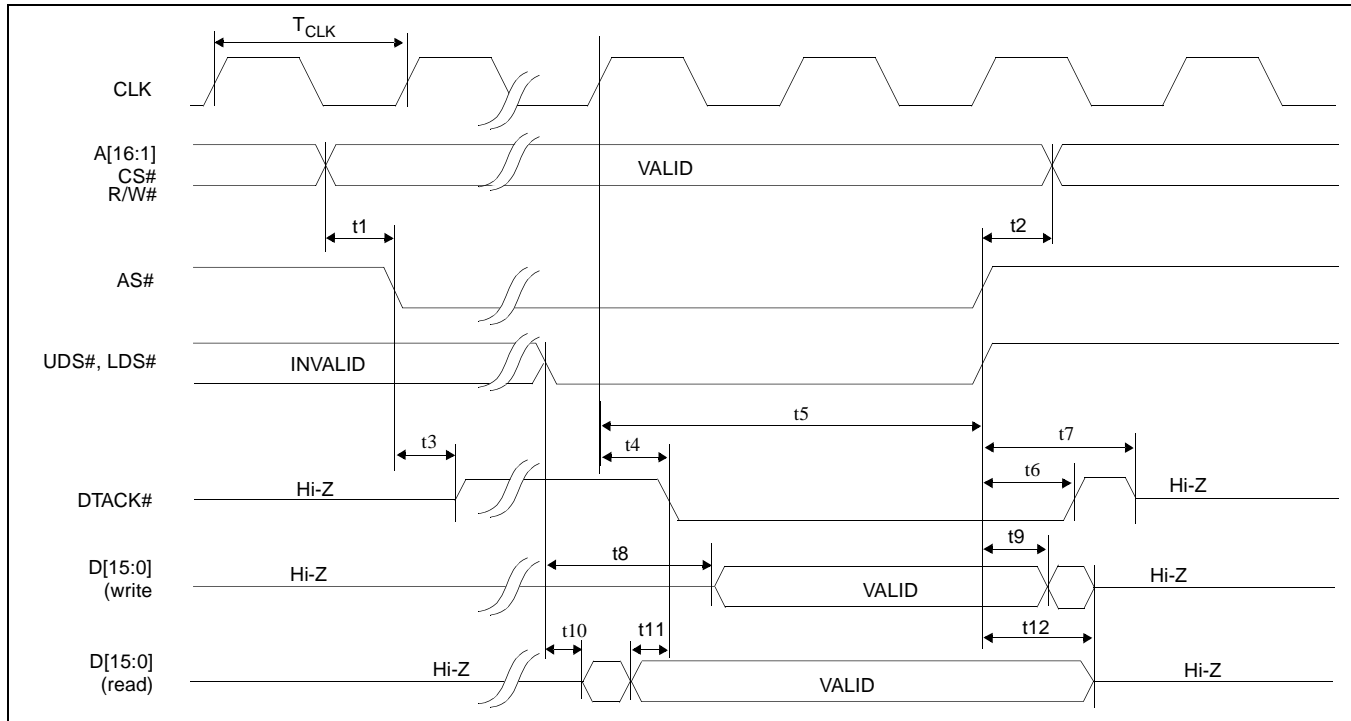 T_CLK
CLK
A[16:1]
CS#
R/W#
VALID
t1
t2
AS#
UDS#, LDS#
INVALID
t5
t3
t4
t7
t6
DTACK#
Hi-Z
Hi-Z
t9
t8
D[15:0]
(write
Hi-Z
VALID
Hi-Z
t10
t11
t12
D[15:0]
(read)
Hi-Z
VALID
Hi-Z